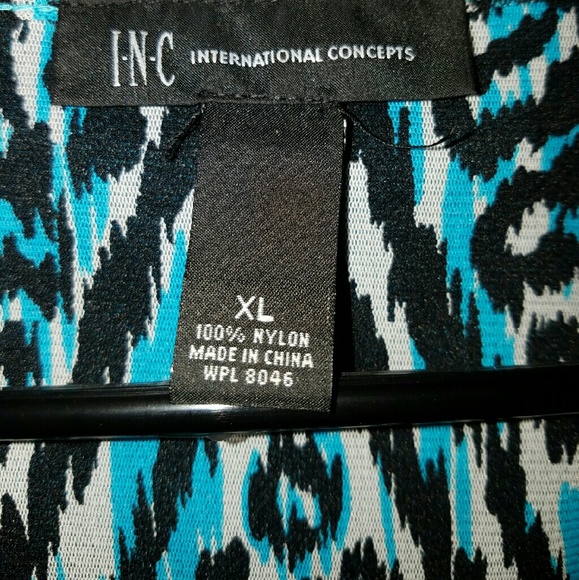 I·N·C INTERNATIONAL CONCEPTS
XL
100% NYLON
MADE IN CHINA
WPL 8046